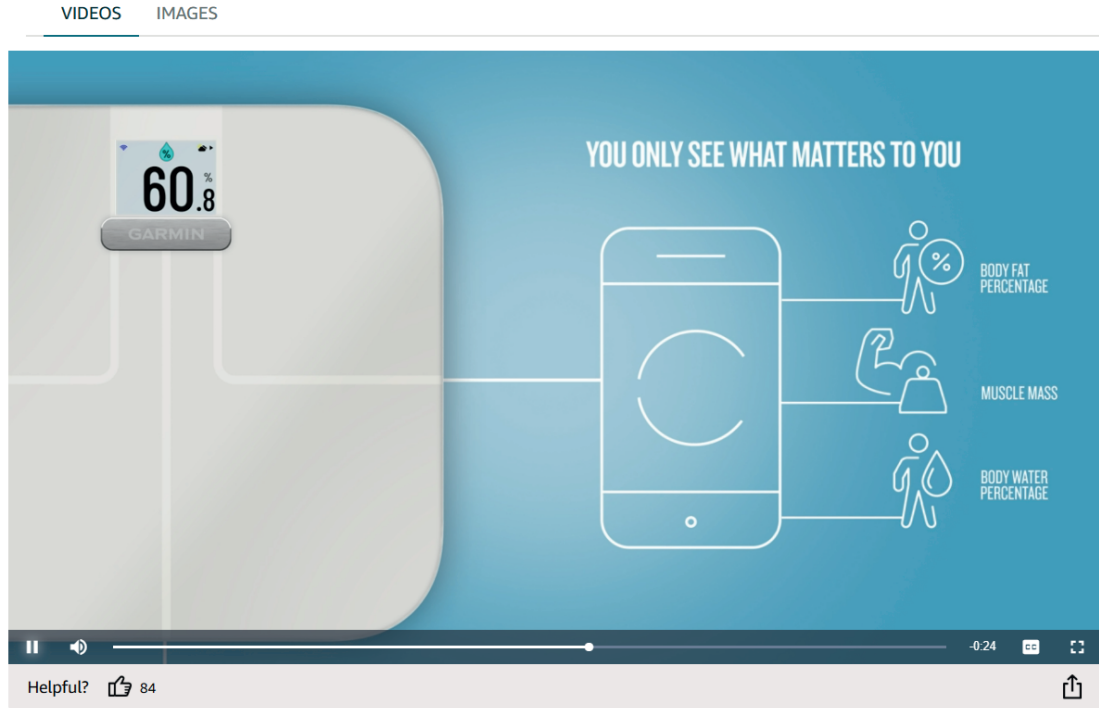 VIDEOS IMAGES
YOU ONLY SEE WHAT MATTERS TO YOU
%
60.8 %
GARMIN
%
BODY FAT
PERCENTAGE
MUSCLE MASS
BODY WATER
PERCENTAGE
-0:24 CC
Helpful? 84